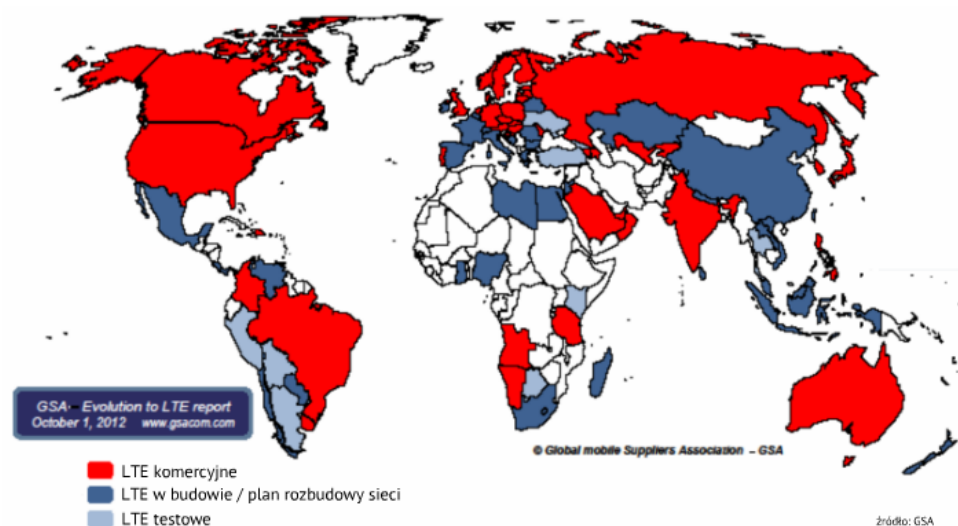 GSA – Evolution to LTE report
October 1, 2012 www.gsacom.com
© Global mobile Suppliers Association – GSA
LTE komercyjne
LTE w budowie / plan rozbudowy sieci
LTE testowe
źródło: GSA